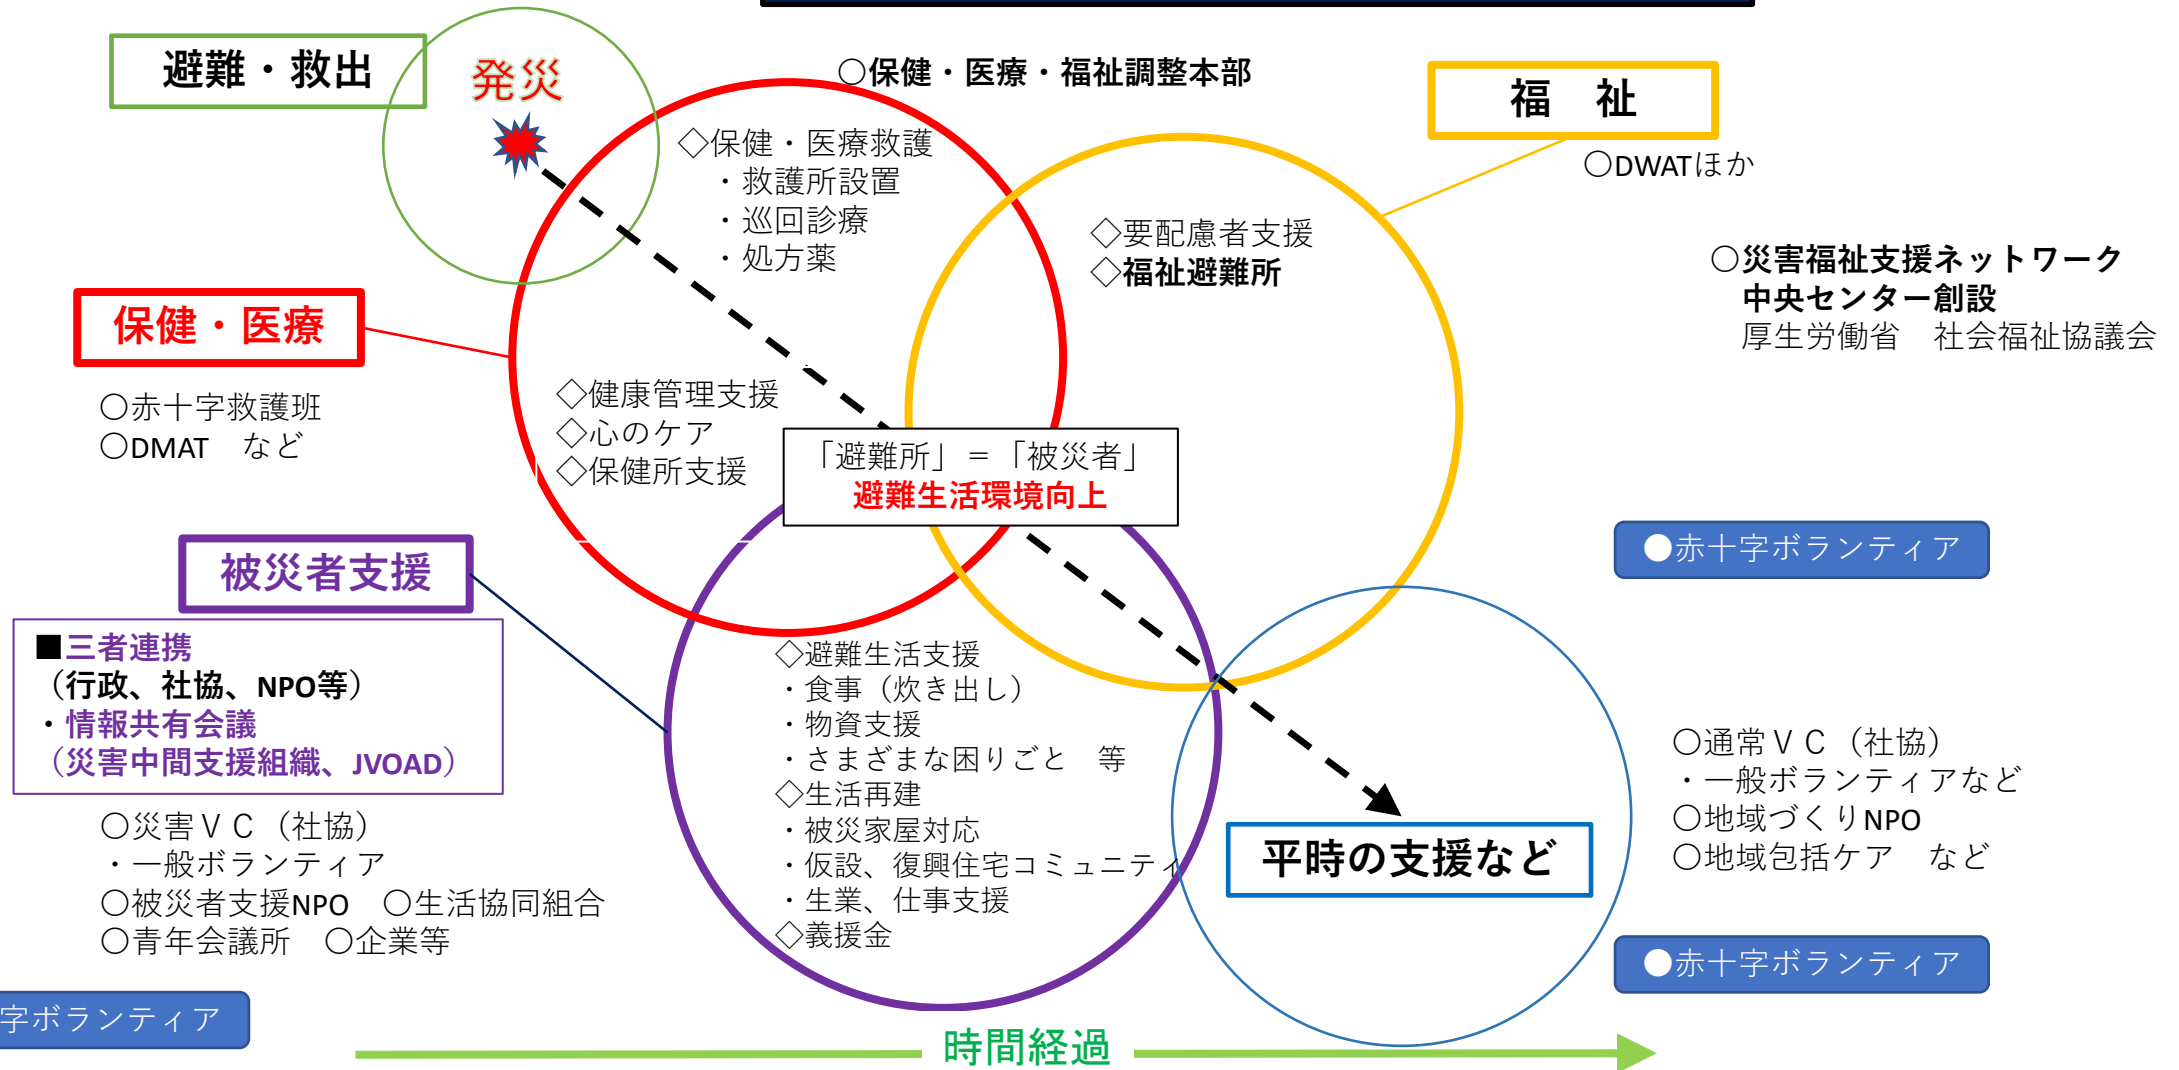 避難・救出
発災
○保健・医療・福祉調整本部
福　祉
○DWATほか
◇保健・医療救護
・救護所設置
・巡回診療
・処方薬
◇要配慮者支援
◇福祉避難所
○災害福祉支援ネットワーク
中央センター創設
厚生労働省　社会福祉協議会
保健・医療
○赤十字救護班
○DMAT　など
◇健康管理支援
◇心のケア
◇保健所支援
「避難所」＝「被災者」
避難生活環境向上
●赤十字ボランティア
被災者支援
■三者連携
（行政、社協、NPO等）
・情報共有会議
（災害中間支援組織、JVOAD）
○災害ＶＣ（社協）
・一般ボランティア
○被災者支援NPO　○生活協同組合
○青年会議所　○企業等
◇避難生活支援
・食事（炊き出し）
・物資支援
・さまざまな困りごと　等
◇生活再建
・被災家屋対応
・仮設、復興住宅コミュニティ
・生業、仕事支援
◇義援金
平時の支援など
○通常ＶＣ（社協）
・一般ボランティアなど
○地域づくりNPO
○地域包括ケア　など
●赤十字ボランティア
字ボランティア
時間経過